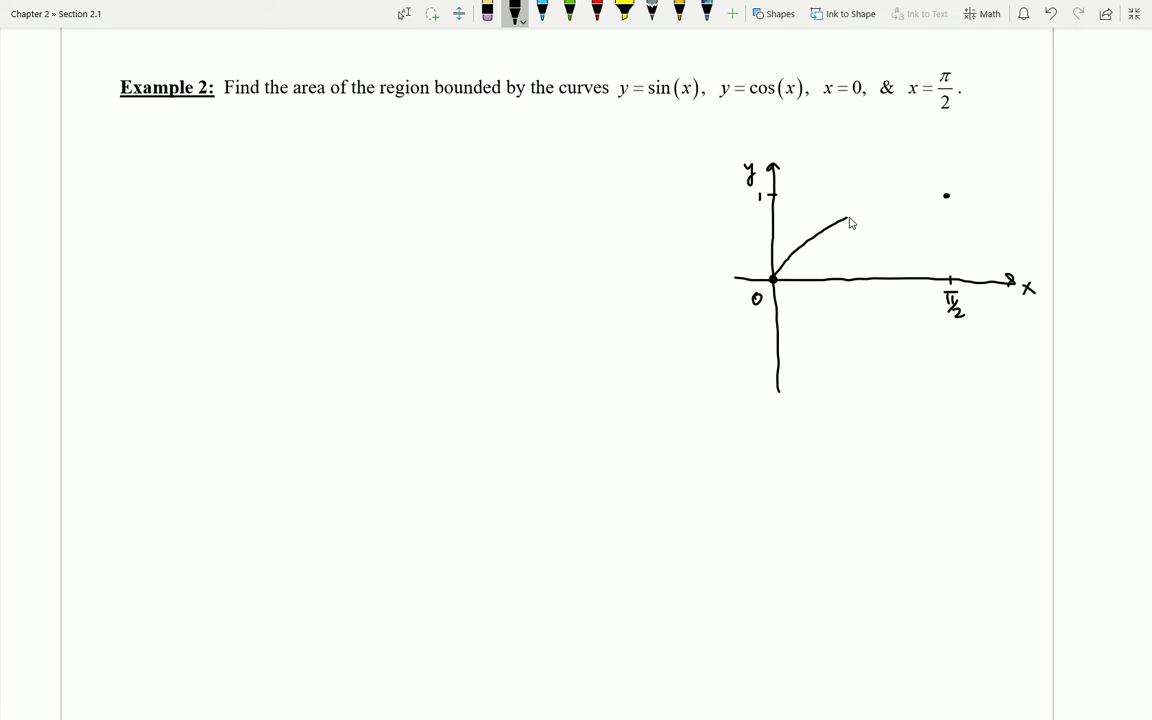 Chapter 2 » Section 2.1
Shapes Ink to Shape Ink to Text Math
Example 2: Find the area of the region bounded by the curves y = sin(x), y = cos(x), x = 0, & x = π/2.
y
1
0
π/2
x